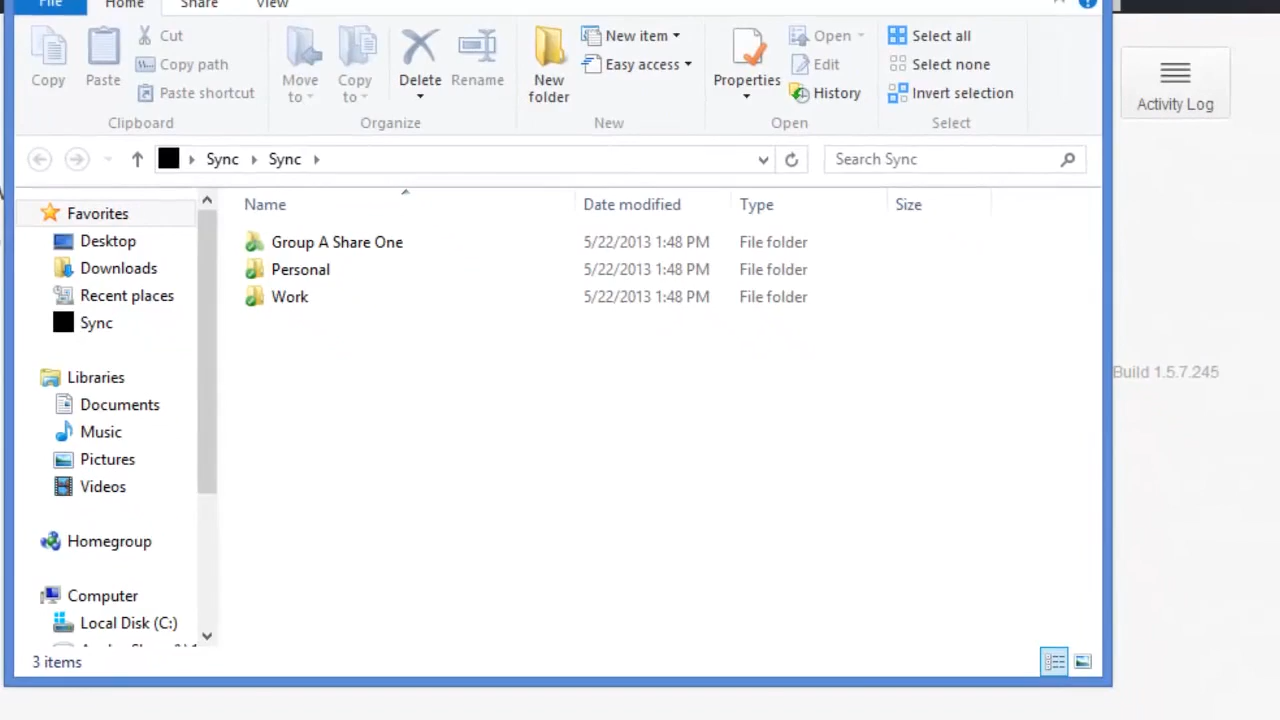 File Home Share View
Copy Paste Cut Move to Copy to Delete Rename New folder New item Properties Open Select all
Copy path Easy access Edit Select none
Paste shortcut History Invert selection
Clipboard Organize New Open Select
Activity Log
Sync Sync Search Sync
Name Date modified Type Size
Favorites
Desktop
Downloads
Recent places
Sync
Libraries
Documents
Music
Pictures
Videos
Homegroup
Computer
Local Disk (C:)
Group A Share One 5/22/2013 1:48 PM File folder
Personal 5/22/2013 1:48 PM File folder
Work 5/22/2013 1:48 PM File folder
Build 1.5.7.245
3 items